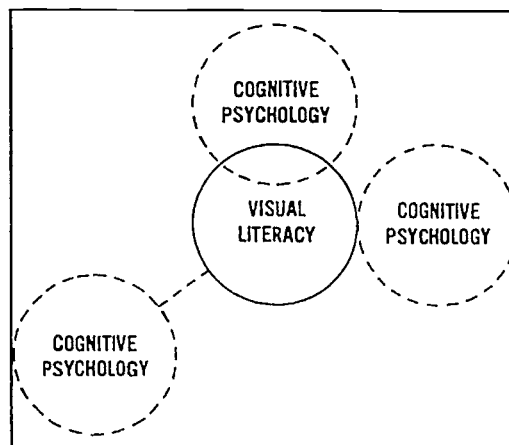 COGNITIVE
PSYCHOLOGY
VISUAL
LITERACY
COGNITIVE
PSYCHOLOGY
COGNITIVE
PSYCHOLOGY